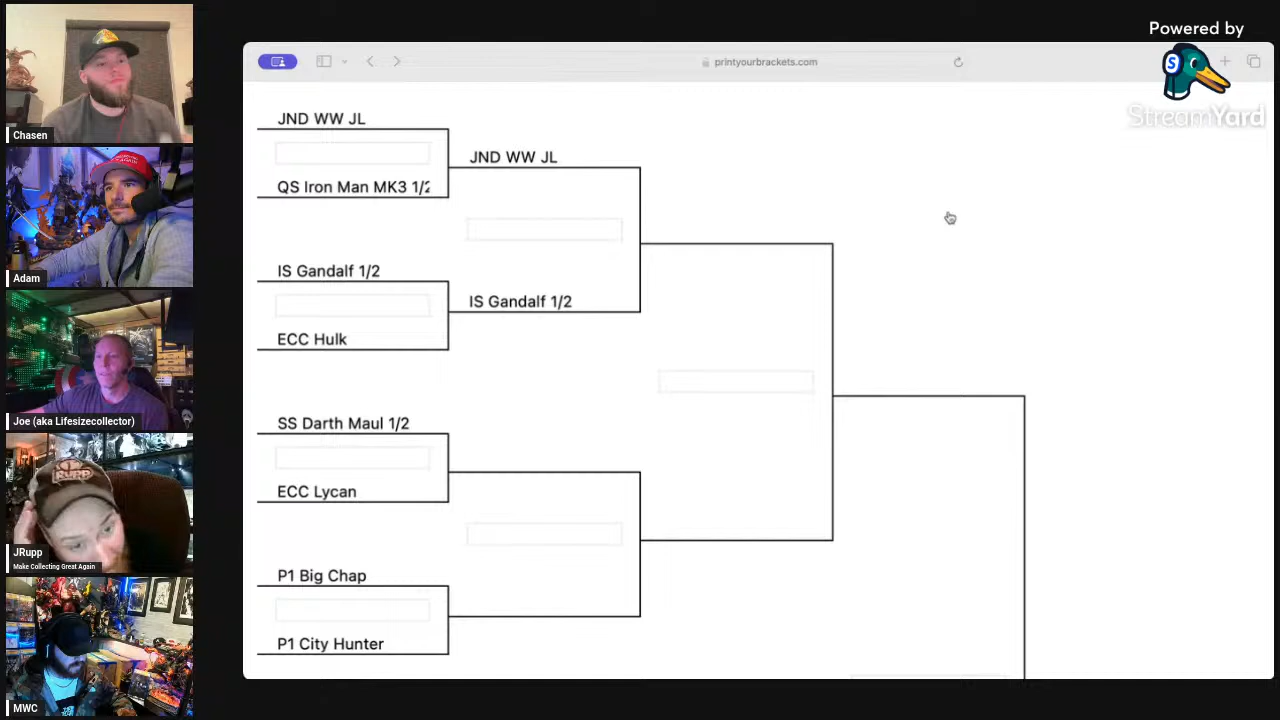 Powered by
StreamYard
printyourbrackets.com
JND WW JL
JND WW JL
QS Iron Man MK3 1/2
IS Gandalf 1/2
IS Gandalf 1/2
ECC Hulk
SS Darth Maul 1/2
ECC Lycan
P1 Big Chap
P1 City Hunter
Chasen
Adam
Joe (aka Lifesizecollector)
RUPP
JRupp
Make Collecting Great Again
MWC